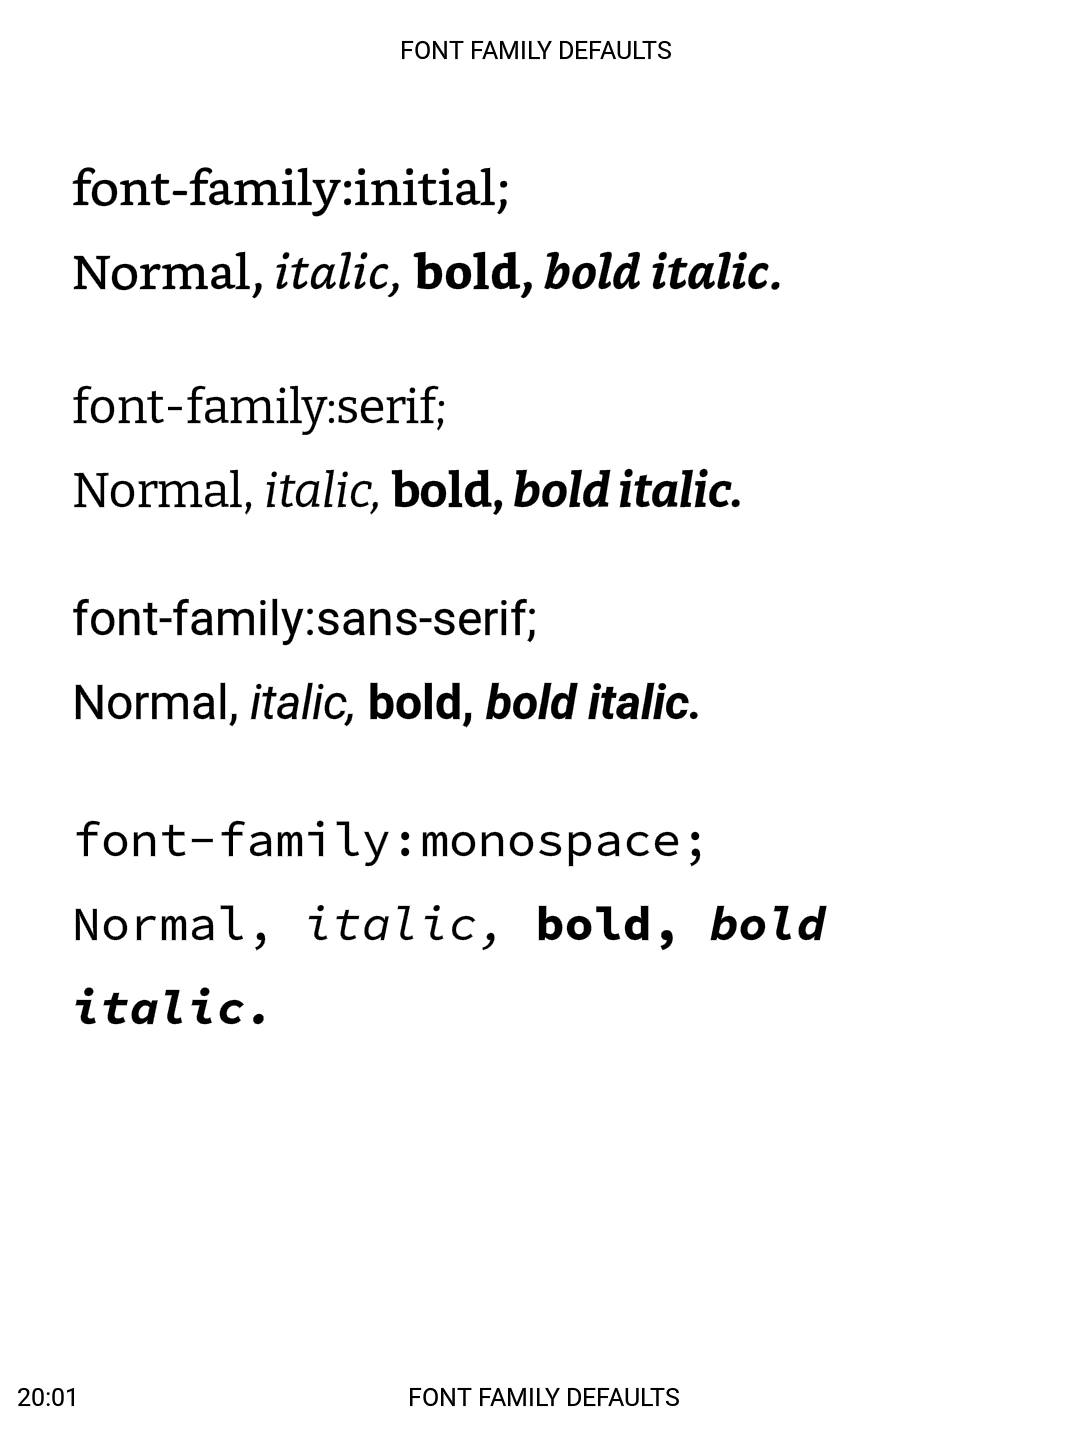 FONT FAMILY DEFAULTS
font-family:initial;
Normal, italic, bold, bold italic.
font-family:serif;
Normal, italic, bold, bold italic.
font-family:sans-serif;
Normal, italic, bold, bold italic.
font-family:monospace;
Normal, italic, bold, bold
italic.
20:01 FONT FAMILY DEFAULTS